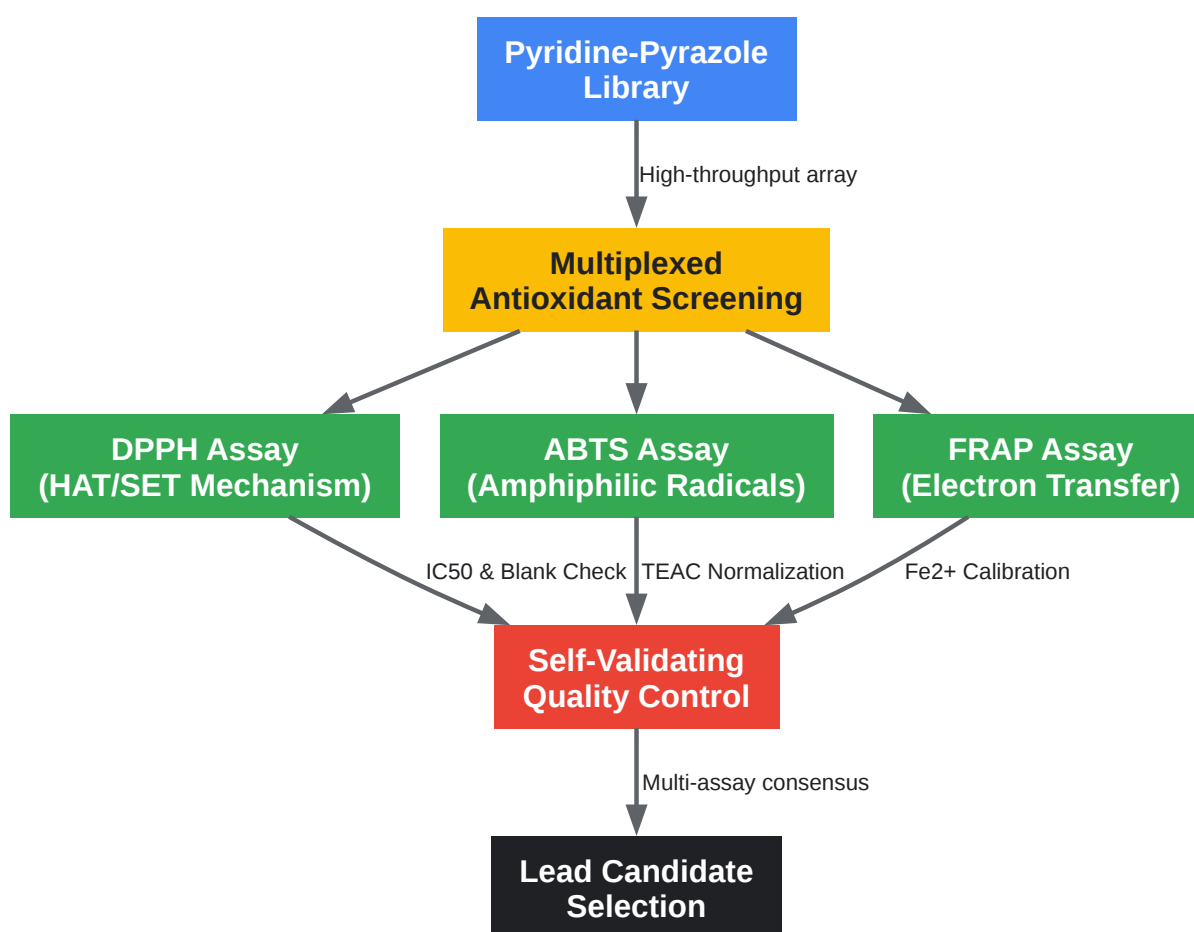 Pyridine-Pyrazole
Library
High-throughput array
Multiplexed
Antioxidant Screening
DPPH Assay
(HAT/SET Mechanism)
ABTS Assay
(Amphiphilic Radicals)
FRAP Assay
(Electron Transfer)
IC50 & Blank Check
TEAC Normalization
Fe2+ Calibration
Self-Validating
Quality Control
Multi-assay consensus
Lead Candidate
Selection